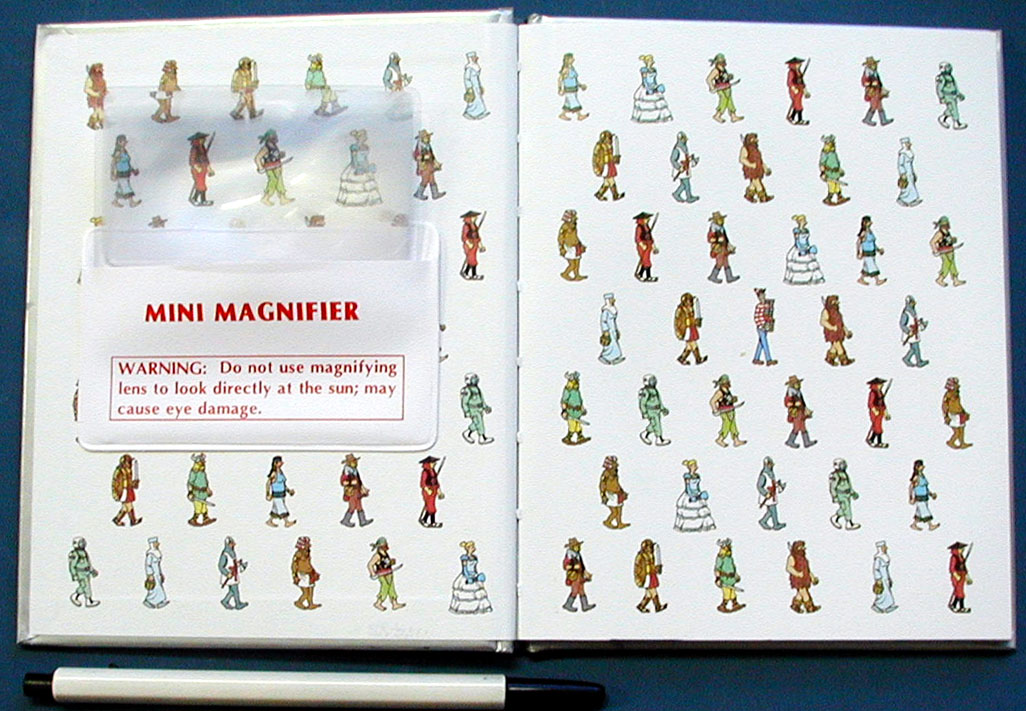 MINI MAGNIFIER
WARNING: Do not use magnifying
lens to look directly at the sun; may
cause eye damage.